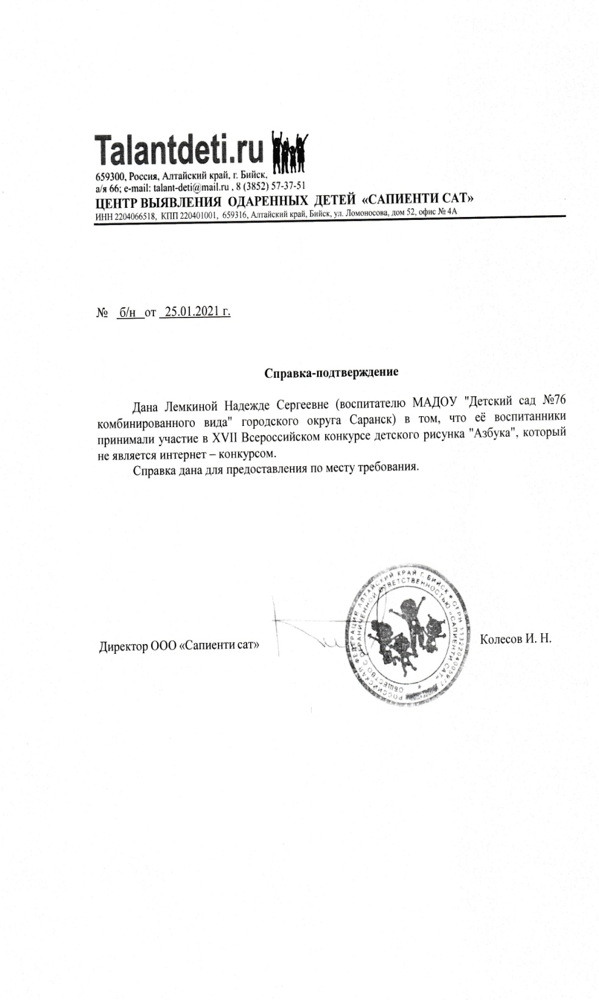 Talantdeti.ru
659300, Россия, Алтайский край, г. Бийск,
а/я 66; e-mail: talant-deti@mail.ru , 8 (3852) 57-37-51
ЦЕНТР ВЫЯВЛЕНИЯ ОДАРЕННЫХ ДЕТЕЙ «САПИЕНТИ САТ»
ИНН 2204066518, КПП 220401001, 659316, Алтайский край, Бийск, ул. Ломоносова, дом 52, офис № 4А
№ б/н от 25.01.2021 г.
Справка-подтверждение
Дана Лемкиной Надежде Сергеевне (воспитателю МАДОУ "Детский сад №76
комбинированного вида" городского округа Саранск) в том, что её воспитанники
принимали участие в XVII Всероссийском конкурсе детского рисунка "Азбука", который
не является интернет – конкурсом.
Справка дана для предоставления по месту требования.
Директор ООО «Сапиенти сат»
РОССИЙСКАЯ ФЕДЕРАЦИЯ АЛТАЙСКИЙ КРАЙ Г. БИЙСК * ОГРН 1132204005977
ОБЩЕСТВО С ОГРАНИЧЕННОЙ ОТВЕТСТВЕННОСТЬЮ «САПИЕНТИ САТ» *
Колесов И. Н.